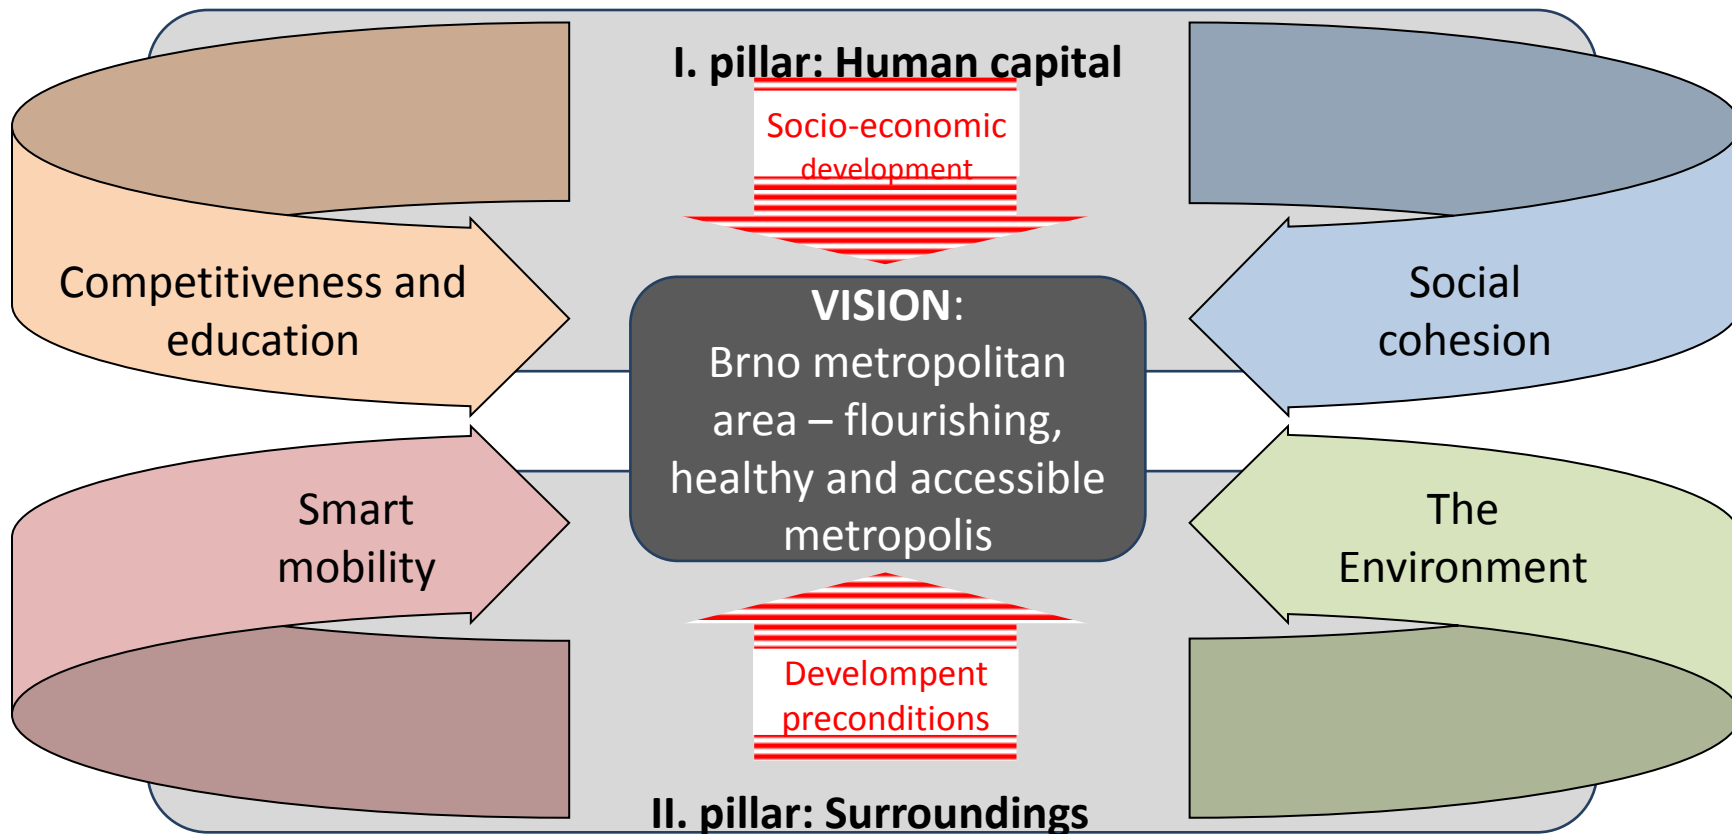 I. pillar: Human capital
Socio-economic
development
Competitiveness and
education
Social
cohesion
VISION:
Brno metropolitan
area – flourishing,
healthy and accessible
metropolis
Smart
mobility
The
Environment
Develompent
preconditions
II. pillar: Surroundings